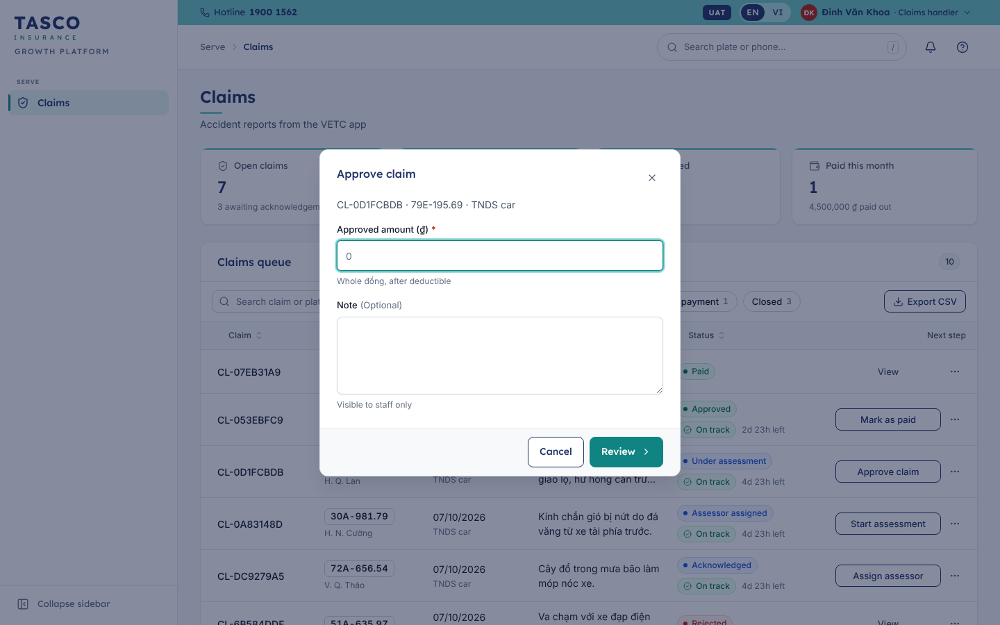 TASCO
INSURANCE
GROWTH PLATFORM
SERVE
Claims
Collapse sidebar
Hotline 1900 1562
UAT
EN VI
ĐK Đinh Văn Khoa · Claims handler
Serve > Claims
Search plate or phone... /
Claims
Accident reports from the VETC app
Open claims
7
3 awaiting acknowledgem
ed
Paid this month
1
4,500,000 ₫ paid out
Claims queue
10
Search claim or plat
payment 1
Closed 3
Export CSV
Claim Status Next step
CL-07EB31A9 Paid View ...
CL-053EBFC9 Approved Mark as paid ...
On track 2d 23h left
CL-0D1FCBDB Under assessment Approve claim ...
H. Q. Lan TNDS car giao lộ, hư hỏng cản trư... On track 4d 23h left
CL-0A83148D 30A-981.79 07/10/2026 Kính chắn gió bị nứt do đá Assessor assigned Start assessment ...
H. N. Cường TNDS car văng từ xe tải phía trước. On track 4d 23h left
CL-DC9279A5 72A-656.54 07/10/2026 Cây đổ trong mưa bão làm Acknowledged Assign assessor ...
V. Q. Thảo TNDS car móp nóc xe. On track 4d 23h left
CL-6B584DDF 51A-635.97 07/10/2026 Va chạm với xe đạp điện Rejected View ...
Approve claim
CL-0D1FCBDB · 79E-195.69 · TNDS car
Approved amount (₫) *
0
Whole đồng, after deductible
Note (Optional)
Visible to staff only
Cancel
Review >